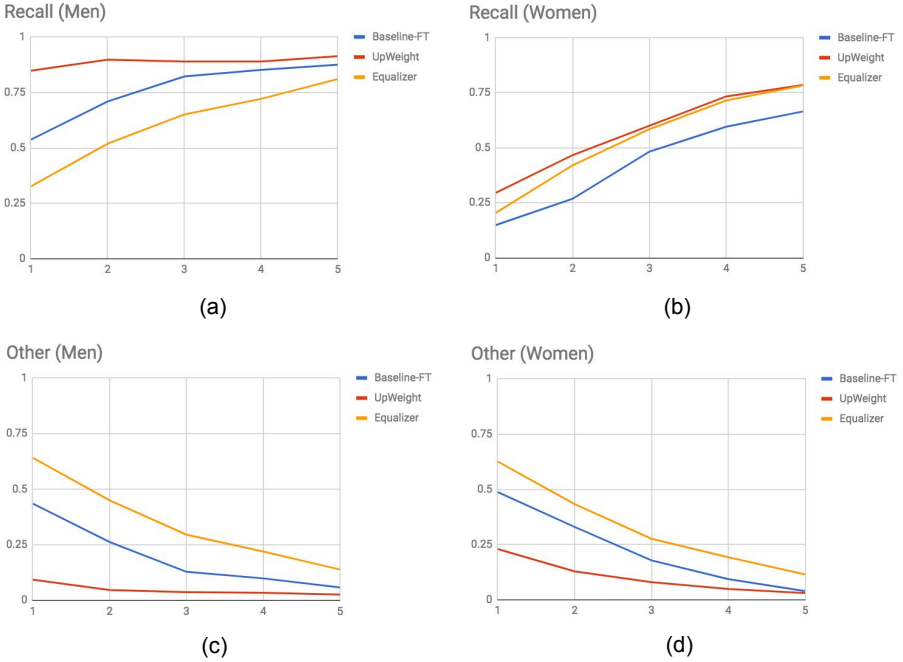 Recall (Men)
1
0.75
0.5
0.25
0
1 2 3 4 5
Baseline-FT
UpWeight
Equalizer
(a)
Recall (Women)
1
0.75
0.5
0.25
0
1 2 3 4 5
Baseline-FT
UpWeight
Equalizer
(b)
Other (Men)
1
0.75
0.5
0.25
0
1 2 3 4 5
Baseline-FT
UpWeight
Equalizer
(c)
Other (Women)
1
0.75
0.5
0.25
0
1 2 3 4 5
Baseline-FT
UpWeight
Equalizer
(d)